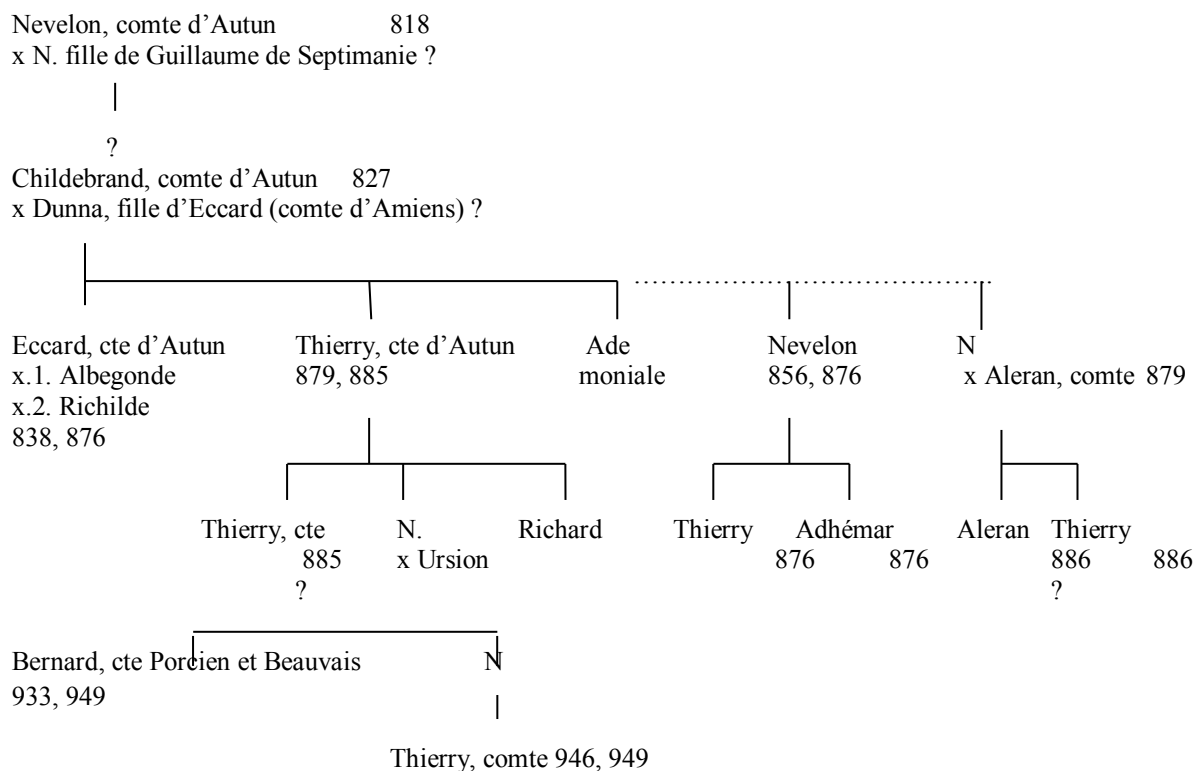 Nevelon, comte d’Autun 818
x N. fille de Guillaume de Septimanie ?
?
Childebrand, comte d’Autun 827
x Dunna, fille d’Eccard (comte d’Amiens) ?
Eccard, cte d’Autun Thierry, cte d’Autun Ade Nevelon N
x.1. Albegonde 879, 885 moniale 856, 876 x Aleran, comte 879
x.2. Richilde
838, 876
Thierry, cte N. Richard Thierry Adhémar Aleran Thierry
885 x Ursion 876 876 886 886
? ?
Bernard, cte Porcien et Beauvais N
933, 949
Thierry, comte 946, 949